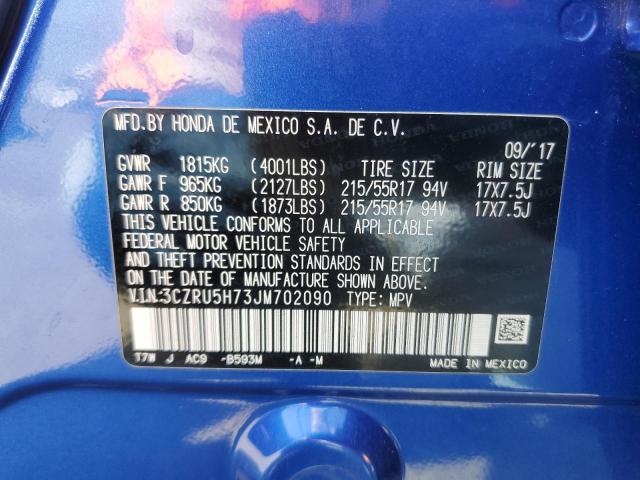 MFD.BY HONDA DE MEXICO S.A. DE C.V.
09/'17
GVWR 1815KG (4001LBS) TIRE SIZE RIM SIZE
GAWR F 965KG (2127LBS) 215/55R17 94V 17X7.5J
GAWR R 850KG (1873LBS) 215/55R17 94V 17X7.5J
THIS VEHICLE CONFORMS TO ALL APPLICABLE
FEDERAL MOTOR VEHICLE SAFETY
AND THEFT PREVENTION STANDARDS IN EFFECT
ON THE DATE OF MANUFACTURE SHOWN ABOVE.
V.I.N:3CZRU5H73JM702090 TYPE: MPV
T7W J AC9 -B593M -A -M
MADE IN MEXICO